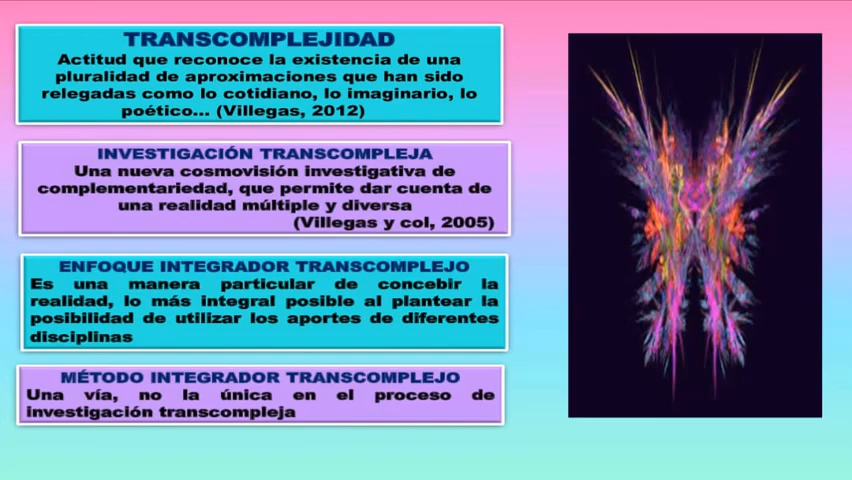 TRANSCOMPLEJIDAD
Actitud que reconoce la existencia de una
pluralidad de aproximaciones que han sido
relegadas como lo cotidiano, lo imaginario, lo
poético... (Villegas, 2012)
INVESTIGACIÓN TRANSCOMPLEJA
Una nueva cosmovisión investigativa de
complementariedad, que permite dar cuenta de
una realidad múltiple y diversa
(Villegas y col, 2005)
ENFOQUE INTEGRADOR TRANSCOMPLEJO
Es una manera particular de concebir la
realidad, lo más integral posible al plantear la
posibilidad de utilizar los aportes de diferentes
disciplinas
MÉTODO INTEGRADOR TRANSCOMPLEJO
Una vía, no la única en el proceso de
investigación transcompleja